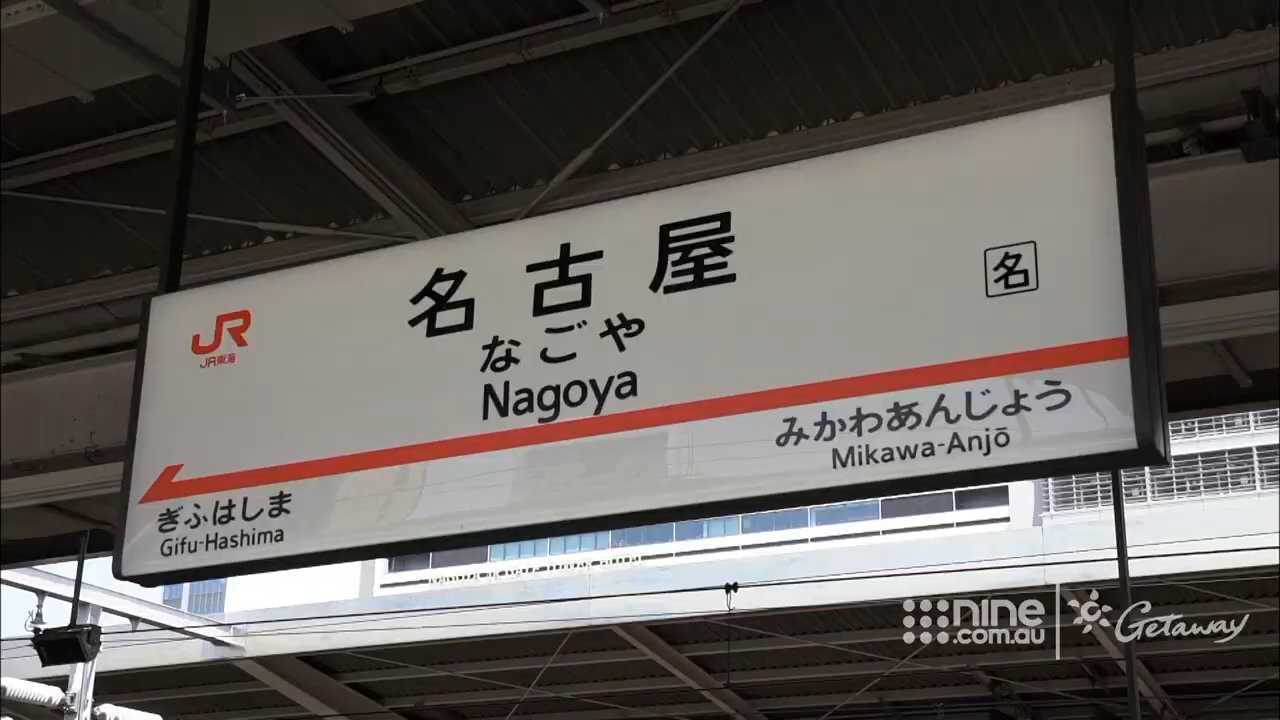 JR
JR東海
名古屋
名
なごや
Nagoya
みかわあんじょう
Mikawa-Anjō
ぎふはしま
Gifu-Hashima
nine
.com.au
Getaway